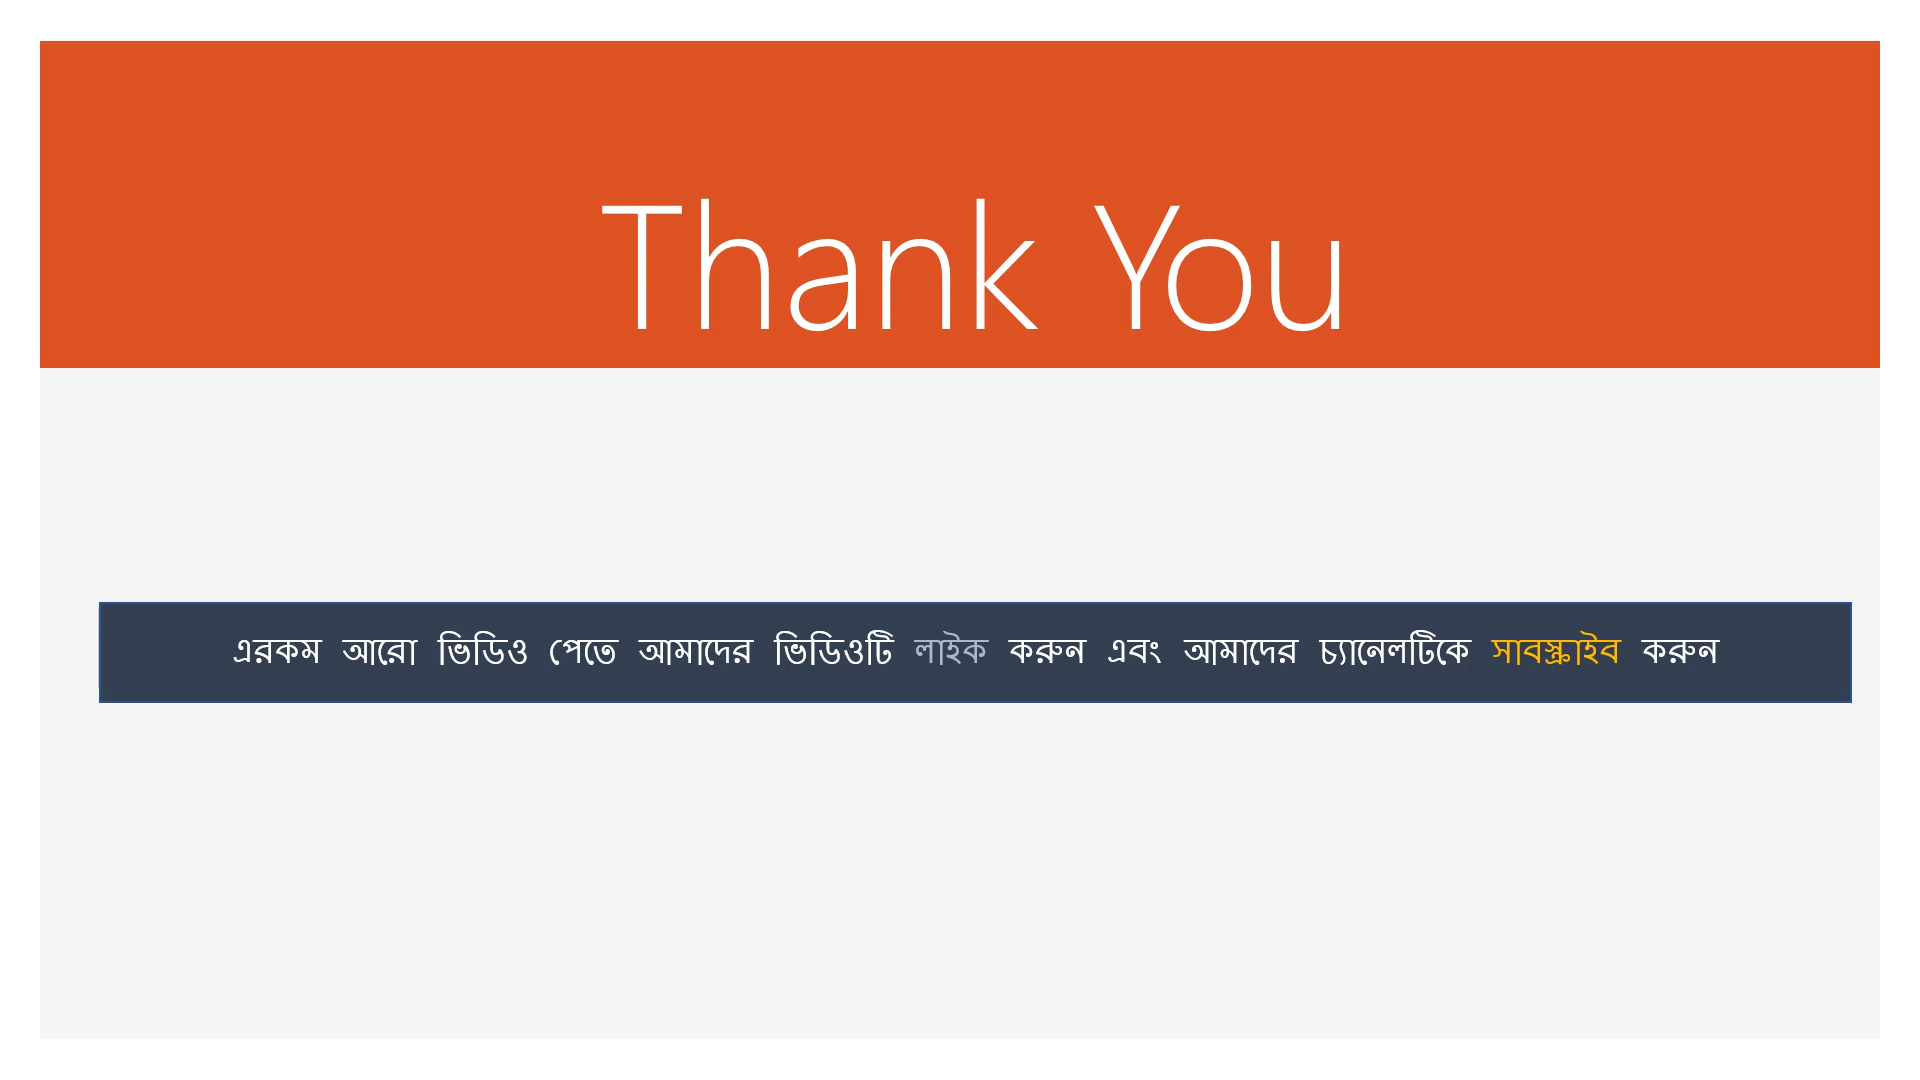 Thank You
এরকম আরো ভিডিও পেতে আমাদের ভিডিওটি লাইক করুন এবং আমাদের চ্যানেলটিকে সাবস্ক্রাইব করুন